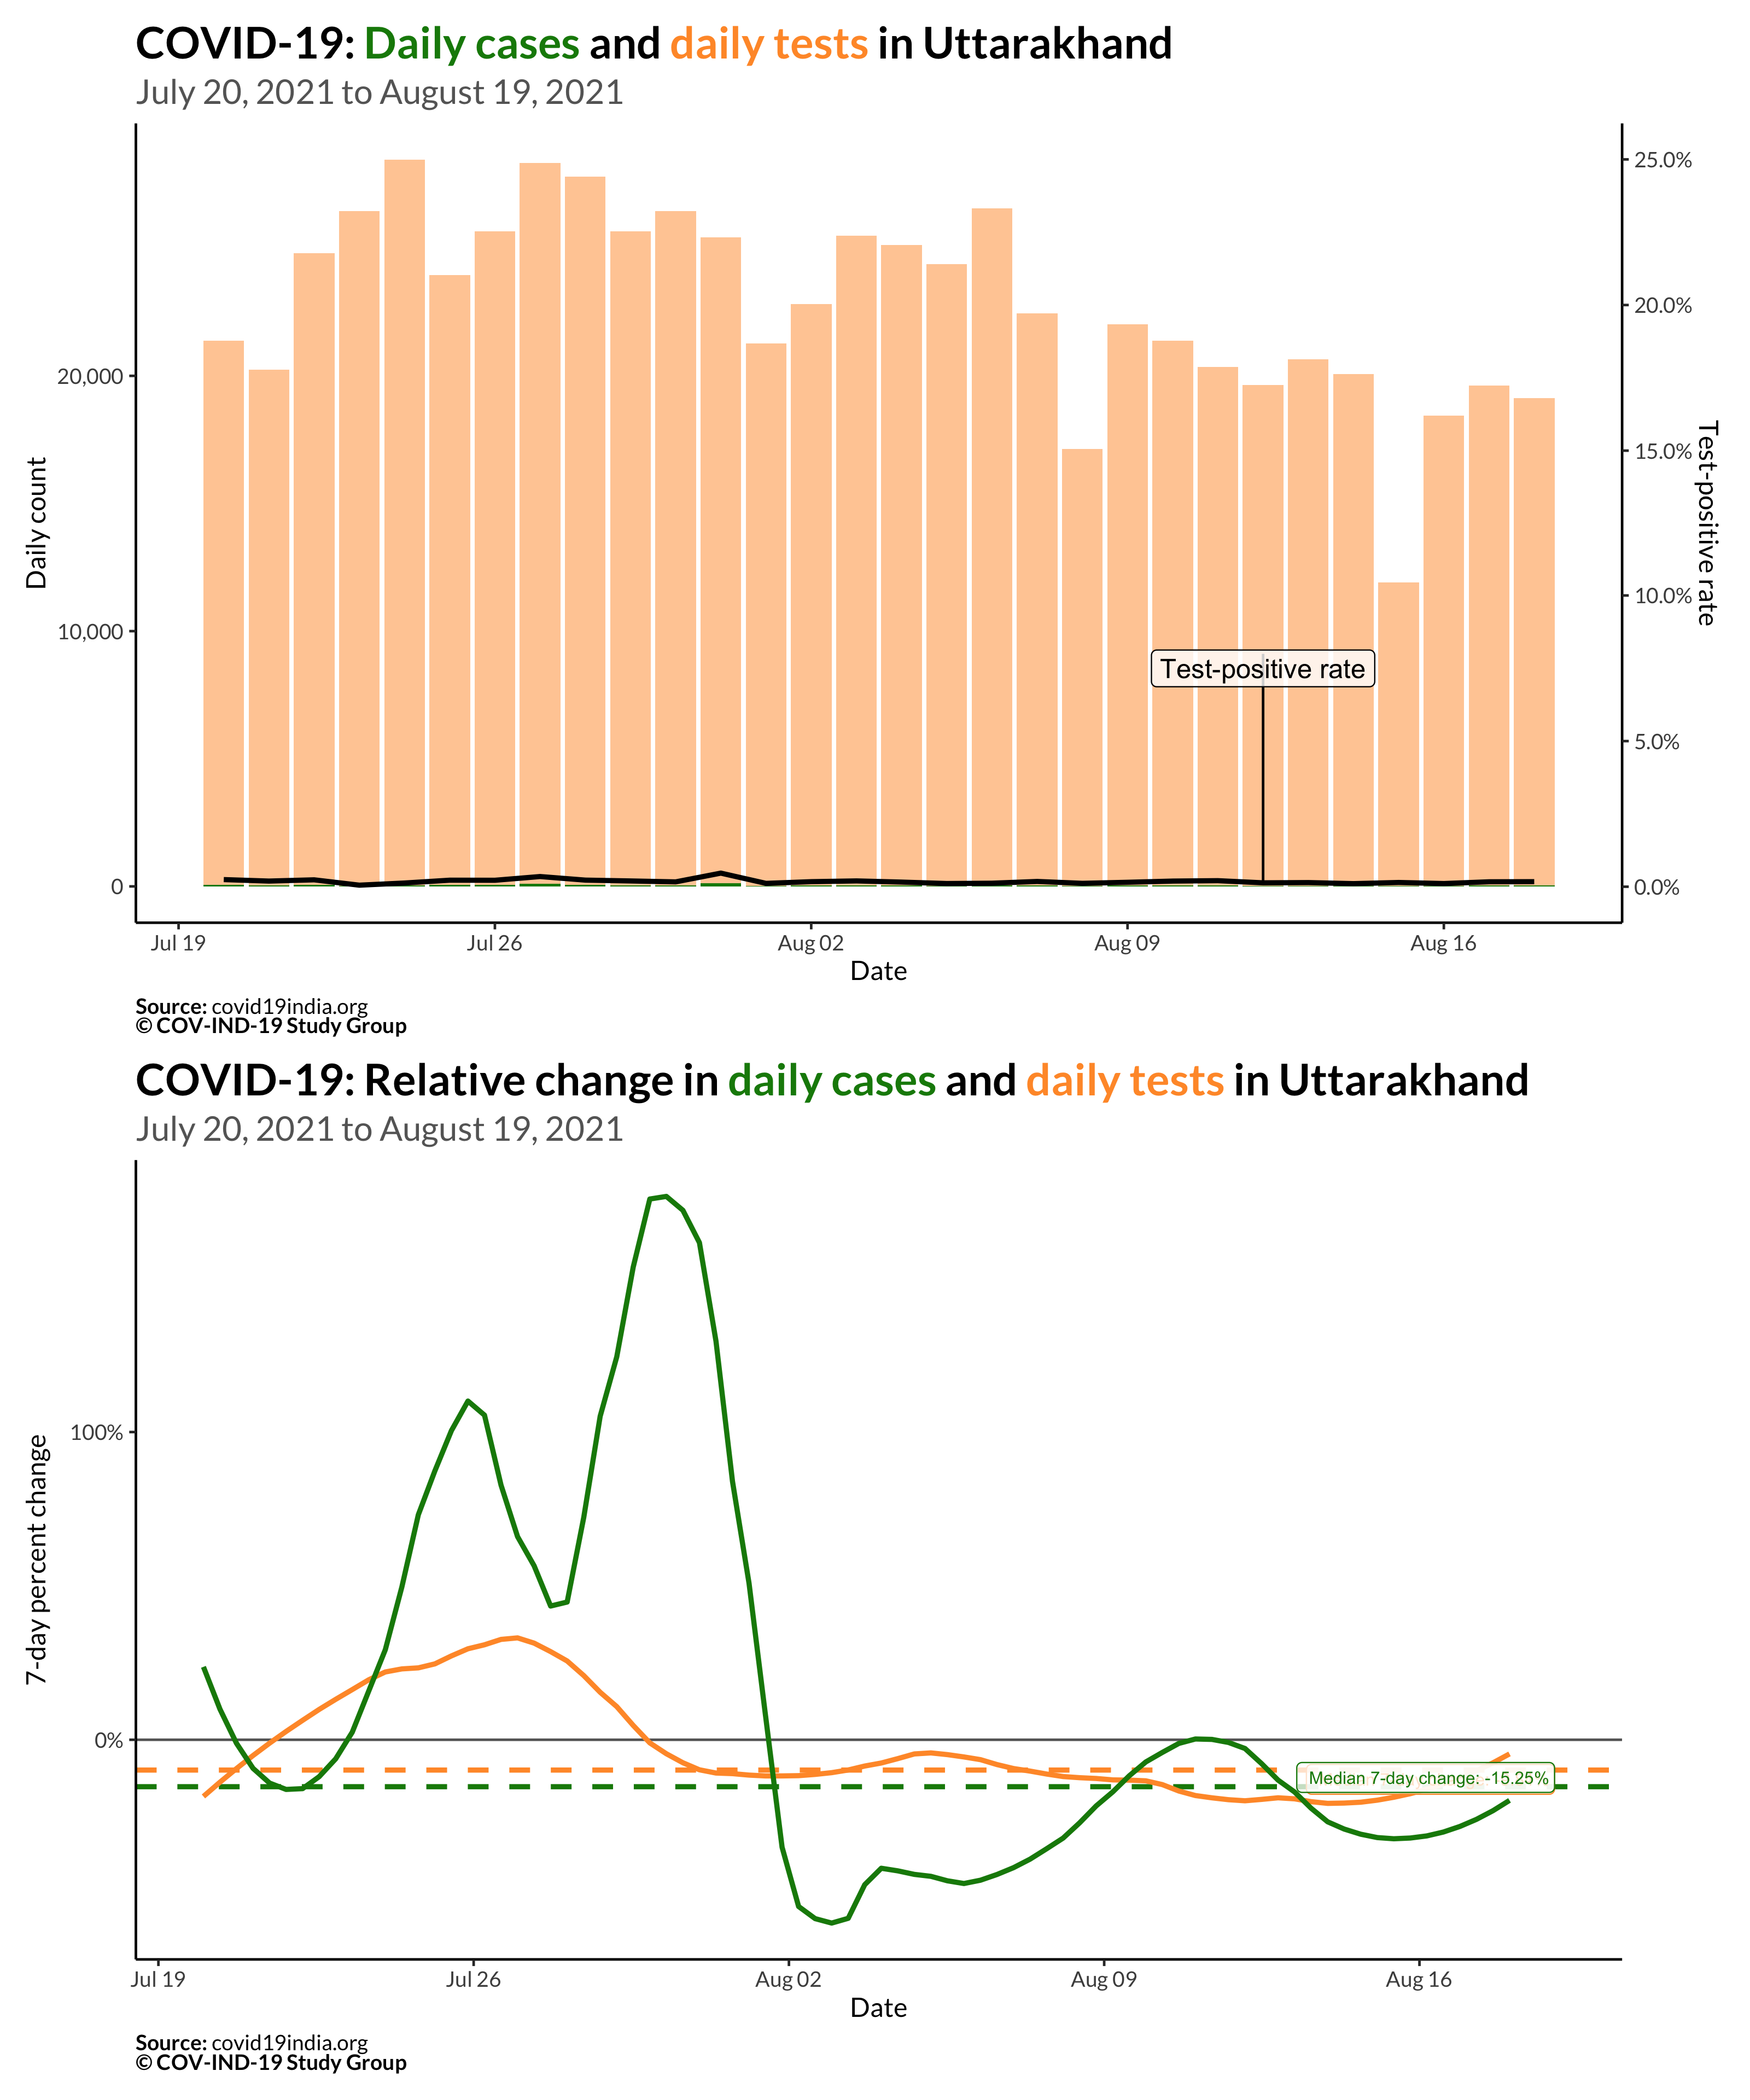 COVID-19: Daily cases and daily tests in Uttarakhand
July 20, 2021 to August 19, 2021
25.0%
20.0%
20,000
15.0%
Daily count
Test-positive rate
10.0%
10,000
Test-positive rate
5.0%
0
0.0%
Jul 19
Jul 26
Aug 02
Aug 09
Aug 16
Date
Source: covid19india.org
© COV-IND-19 Study Group
COVID-19: Relative change in daily cases and daily tests in Uttarakhand
July 20, 2021 to August 19, 2021
100%
7-day percent change
0%
Median 7-day change: -15.25%
Jul 19
Jul 26
Aug 02
Aug 09
Aug 16
Date
Source: covid19india.org
© COV-IND-19 Study Group